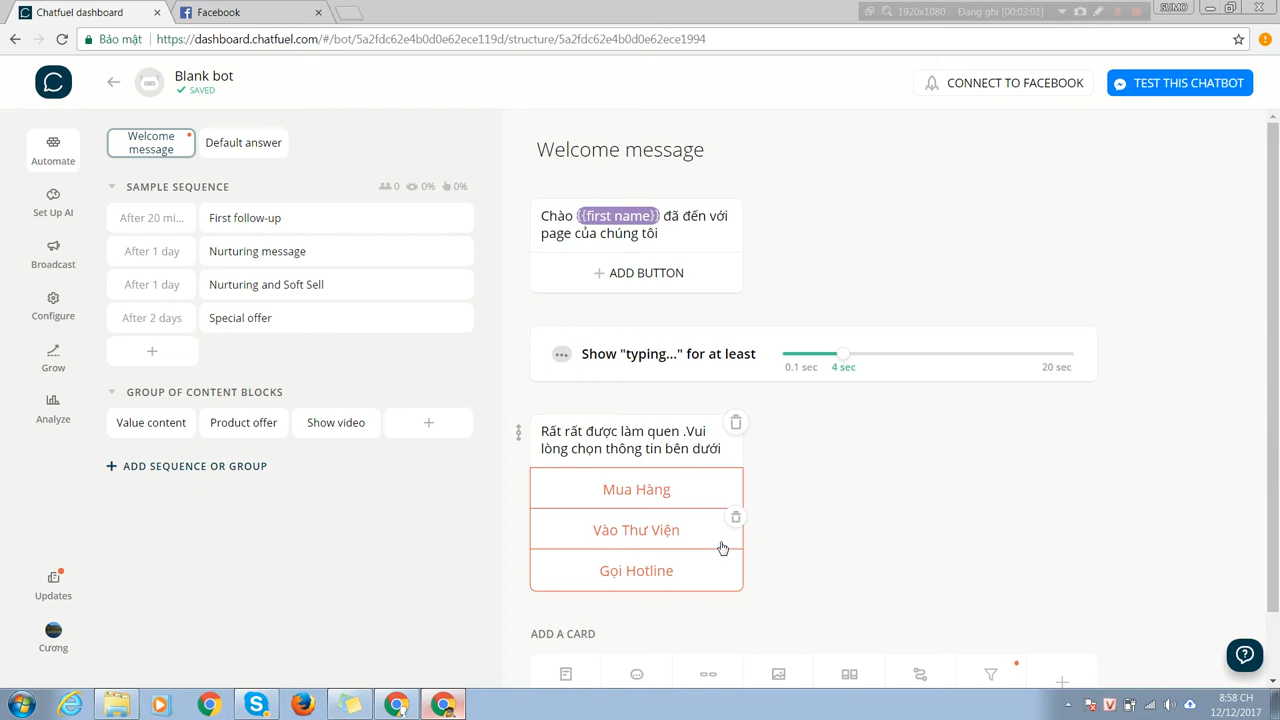 Chatfuel dashboard
Facebook
1920x1080
Đang ghi [00:03:01]
SUMO
Bảo mật
https://dashboard.chatfuel.com/#/bot/5a2fdc62e4b0d0e62ece119d/structure/5a2fdc62e4b0d0e62ece1994
Blank bot
SAVED
CONNECT TO FACEBOOK
TEST THIS CHATBOT
Automate
Set Up AI
Broadcast
Configure
Grow
Analyze
Updates
Cương
Welcome message
Default answer
SAMPLE SEQUENCE
0
0%
0%
After 20 mi...
First follow-up
After 1 day
Nurturing message
After 1 day
Nurturing and Soft Sell
After 2 days
Special offer
GROUP OF CONTENT BLOCKS
Value content
Product offer
Show video
ADD SEQUENCE OR GROUP
Welcome message
Chào {{first name}} đã đến với
page của chúng tôi
ADD BUTTON
Show "typing..." for at least
0.1 sec
4 sec
20 sec
Rất rất được làm quen .Vui
lòng chọn thông tin bên dưới
Mua Hàng
Vào Thư Viện
Gọi Hotline
ADD A CARD
8:58 CH
12/12/2017